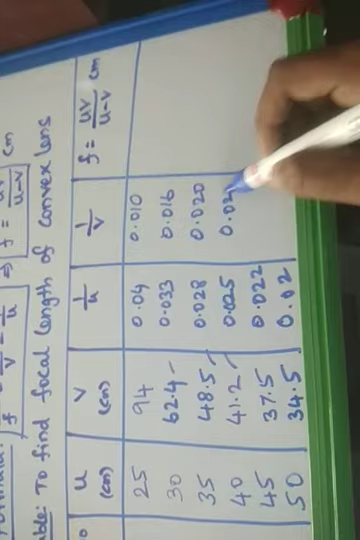 1/f = 1/v - 1/u ⇒ f = uv/u-v cm
To find focal length of convex lens
u (cm) v (cm) 1/u 1/v f = uv/u-v cm
25 94 0.04 0.010
30 62.4 0.033 0.016
35 48.5 0.028 0.020
40 41.2 0.025 0.02
45 37.5 0.022
50 34.5 0.02